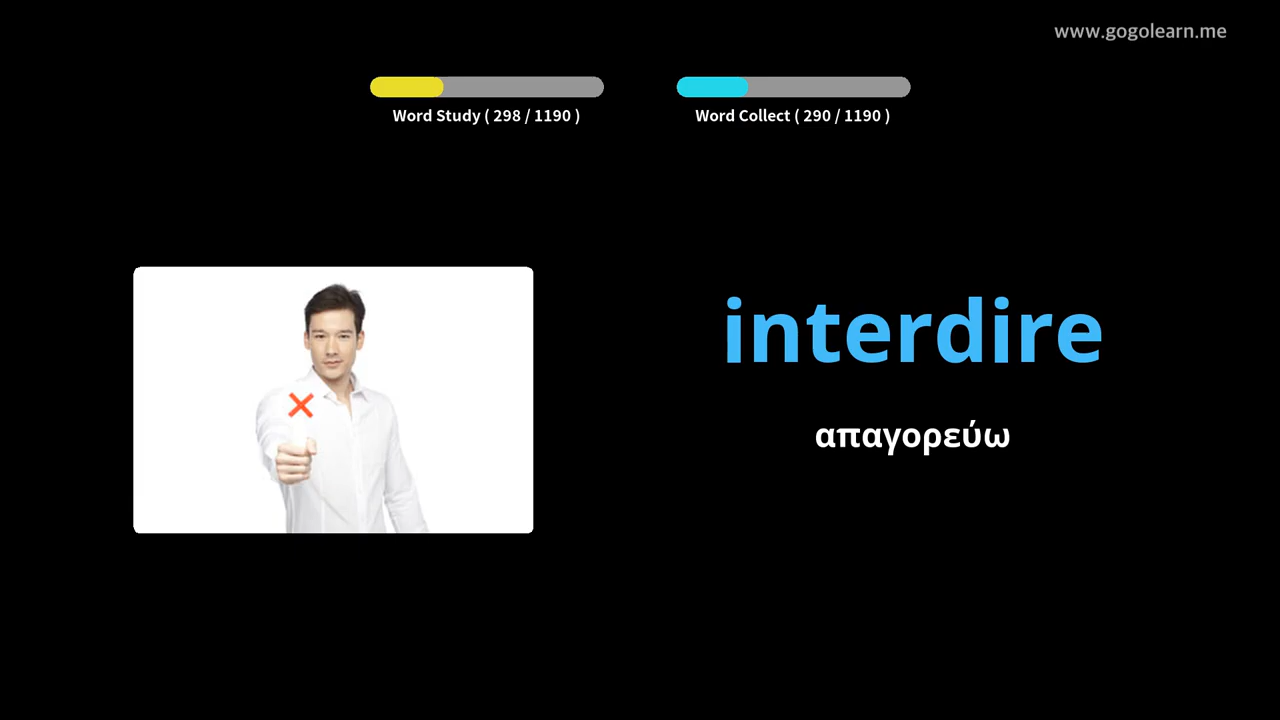 www.gogolearn.me
Word Study ( 298 / 1190 )
Word Collect ( 290 / 1190 )
interdire
απαγορεύω